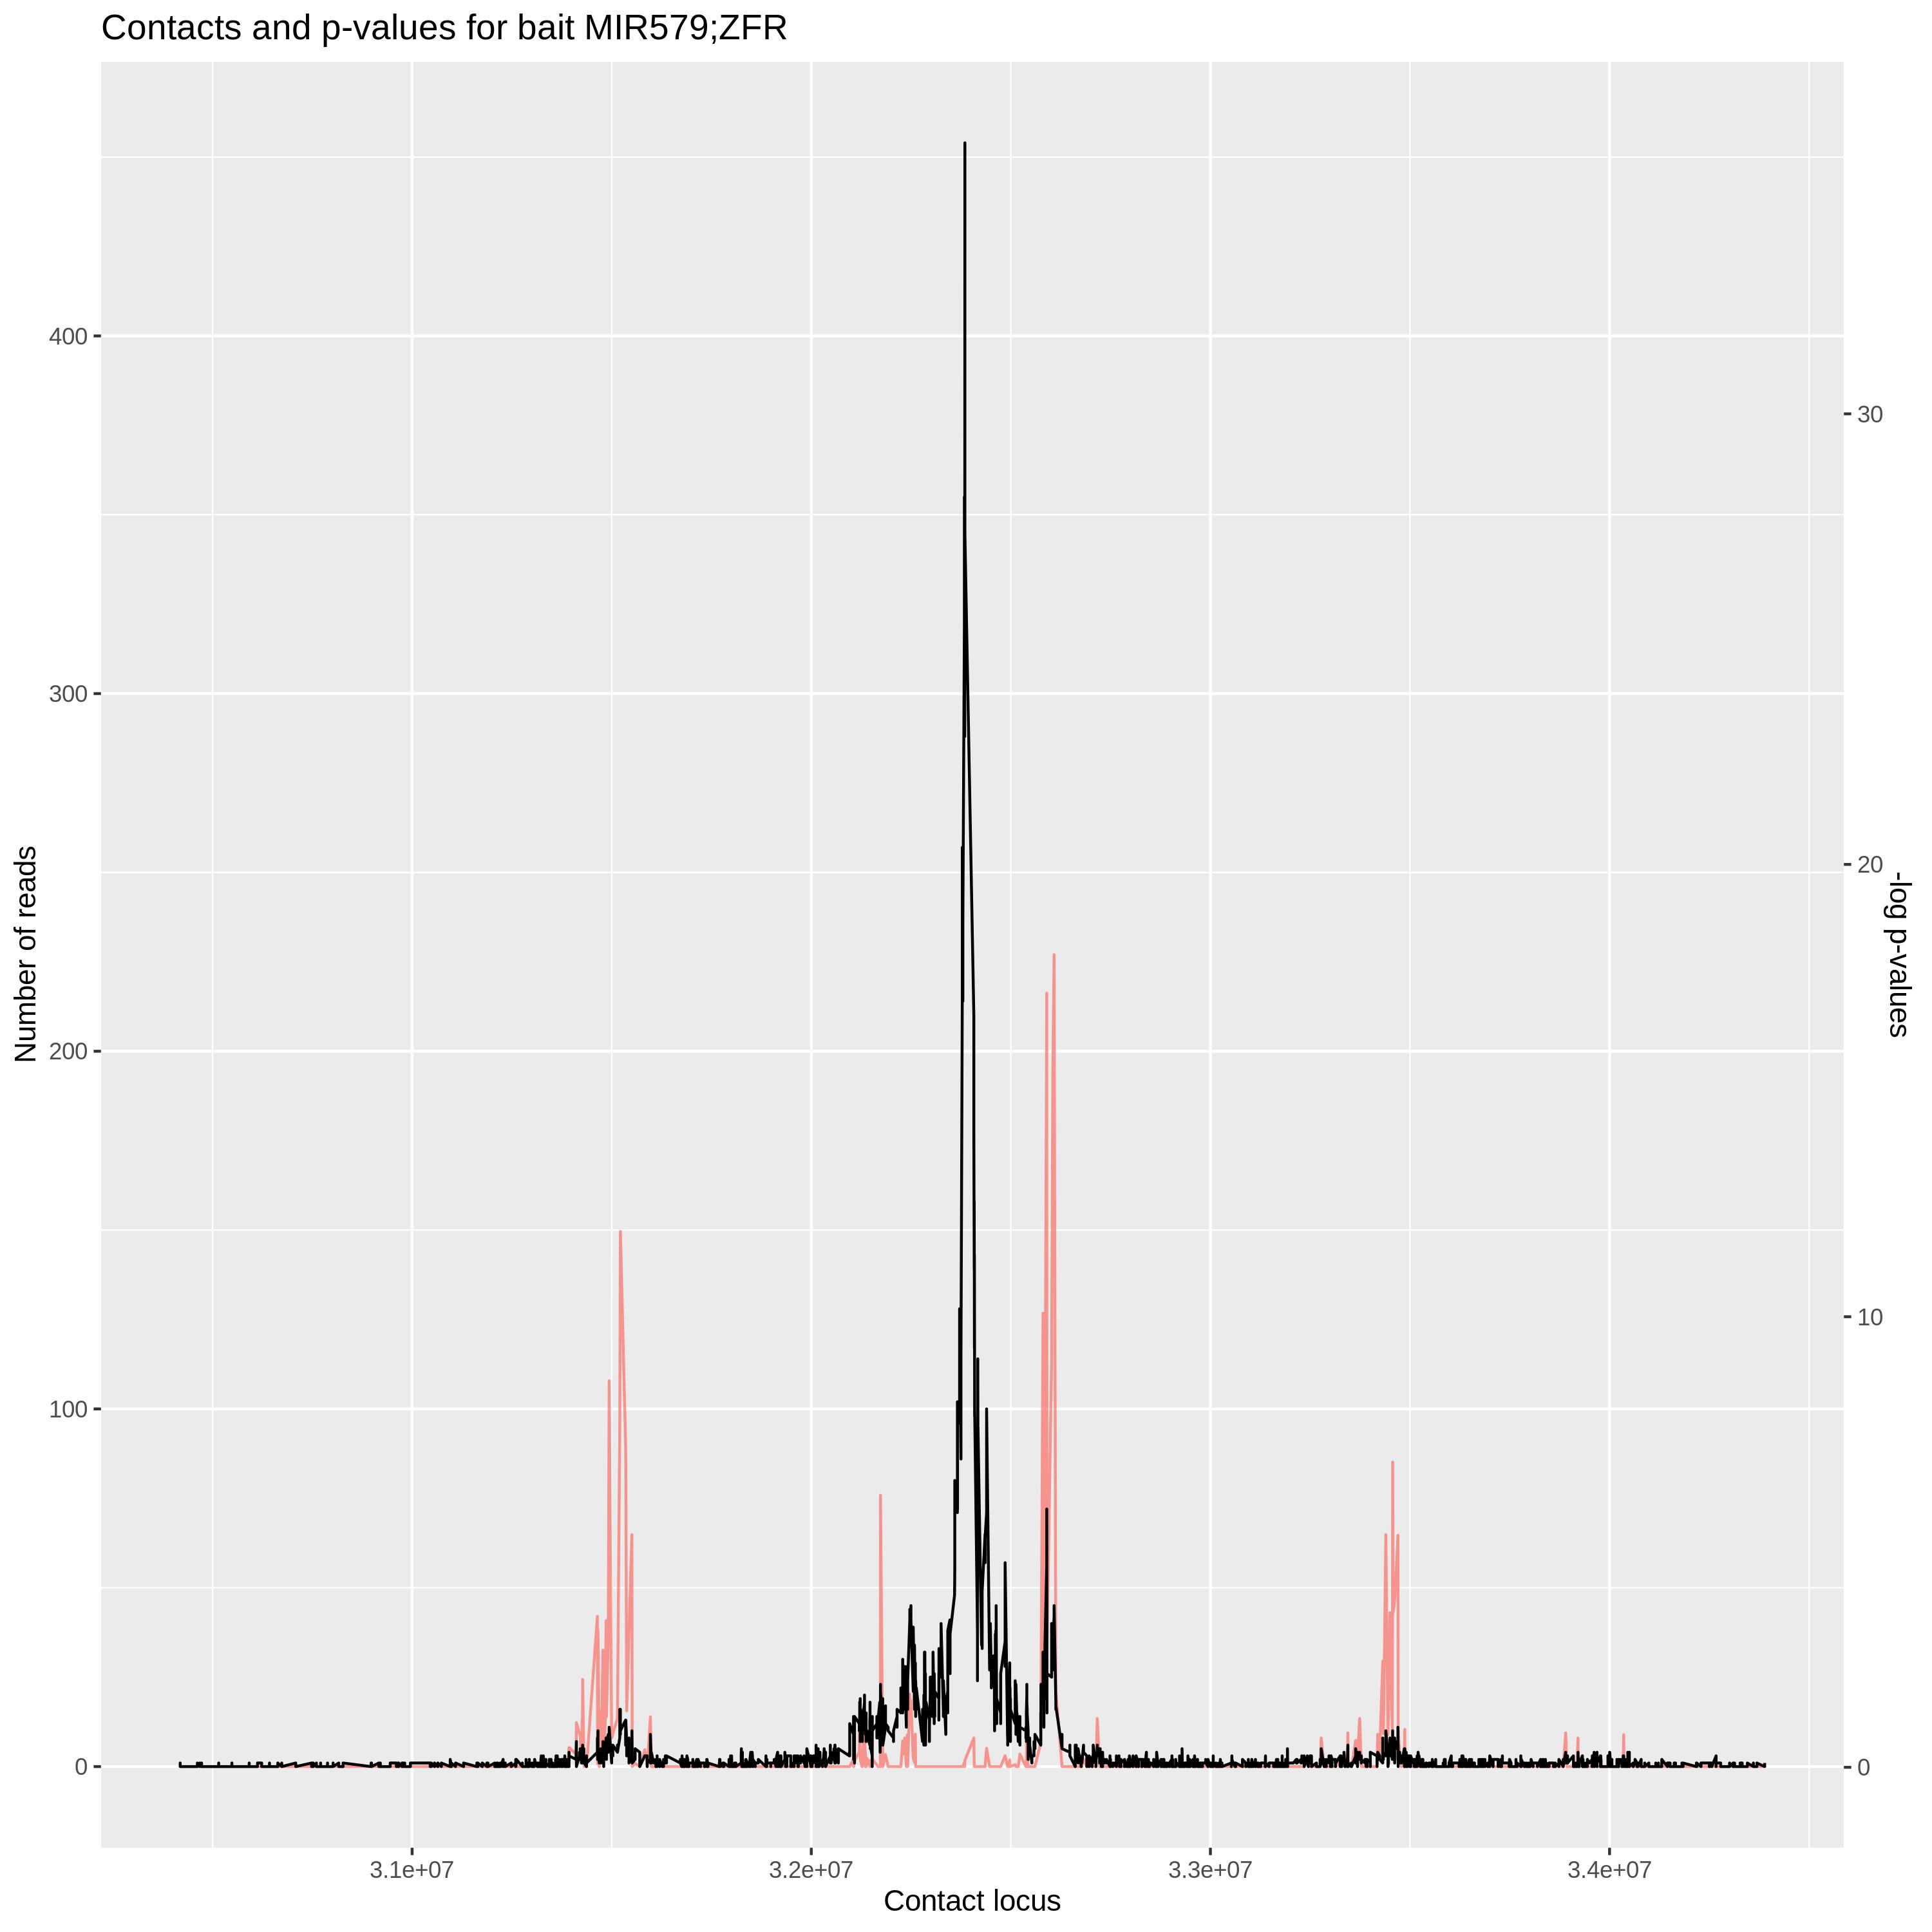 Contacts and p-values for bait MIR579;ZFR
400
300
200
100
0
Number of reads
30
20
10
0
-log p-values
3.1e+07
3.2e+07
3.3e+07
3.4e+07
Contact locus